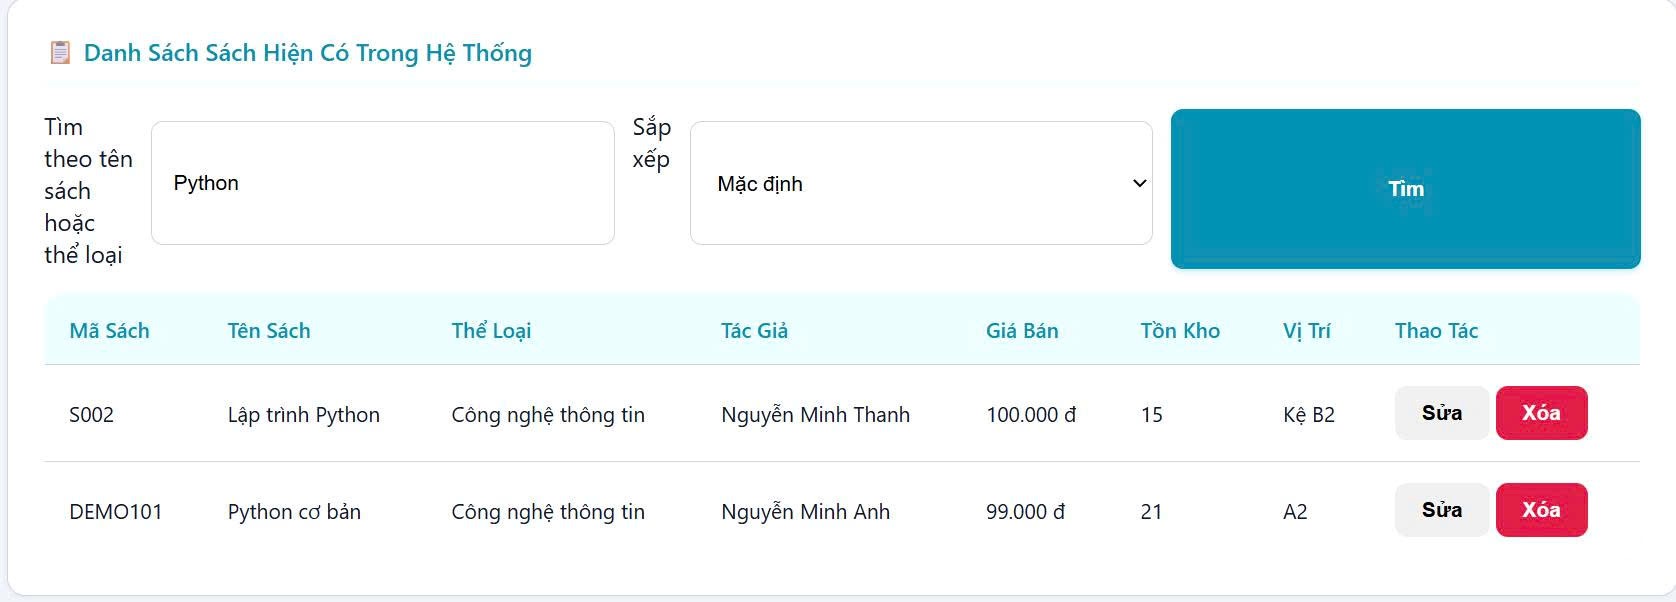 Danh Sách Sách Hiện Có Trong Hệ Thống
Tìm
theo tên
sách
hoặc
thể loại
Python
Sắp
xếp
Mặc định
Tìm
Mã Sách Tên Sách Thể Loại Tác Giả Giá Bán Tồn Kho Vị Trí Thao Tác
S002 Lập trình Python Công nghệ thông tin Nguyễn Minh Thanh 100.000 đ 15 Kệ B2 Sửa Xóa
DEMO101 Python cơ bản Công nghệ thông tin Nguyễn Minh Anh 99.000 đ 21 A2 Sửa Xóa